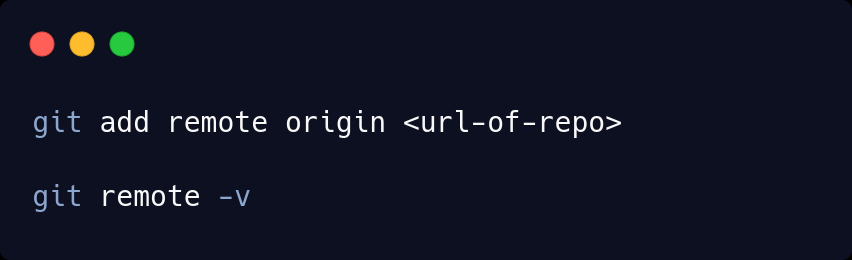 git add remote origin <url-of-repo>
git remote -v